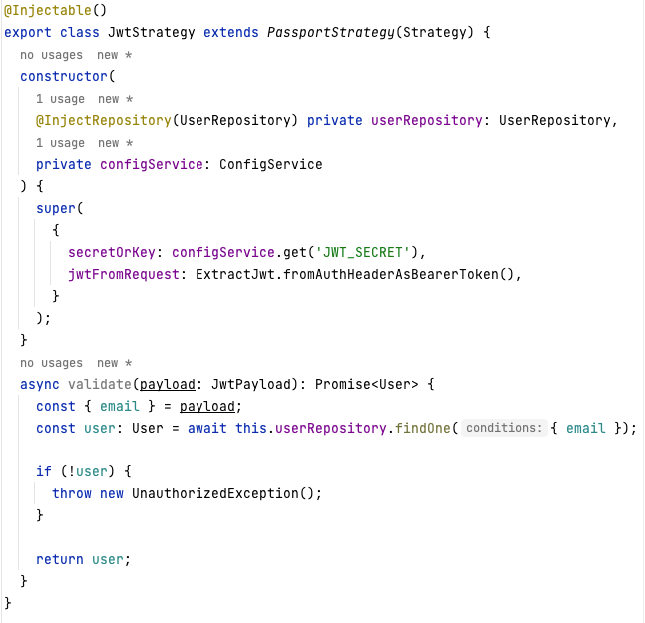 @Injectable()
export class JwtStrategy extends PassportStrategy(Strategy) {
no usages new *
constructor(
1 usage new *
@InjectRepository(UserRepository) private userRepository: UserRepository,
1 usage new *
private configService: ConfigService
) {
super(
{
secretOrKey: configService.get('JWT_SECRET'),
jwtFromRequest: ExtractJwt.fromAuthHeaderAsBearerToken(),
}
);
}
no usages new *
async validate(payload: JwtPayload): Promise<User> {
const { email } = payload;
const user: User = await this.userRepository.findOne( conditions: { email });
if (!user) {
throw new UnauthorizedException();
}
return user;
}
}